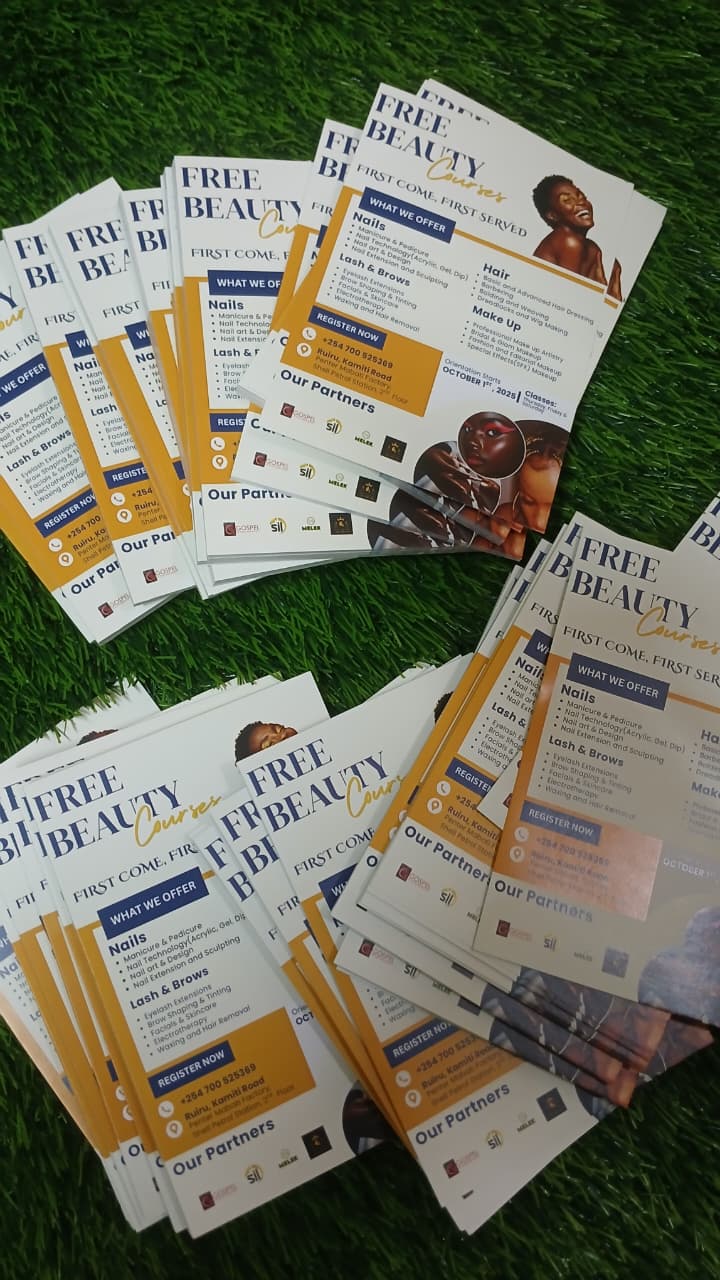 FREE
BEAUTY
Courses
FIRST COME, FIRST SERVED
WHAT WE OFFER
Nails
• Manicure & Pedicure
• Nail Technology(Acrylic, Gel, Dip)
• Nail art & Design
• Nail Extension and Sculpting
Lash & Brows
• Eyelash Extensions
• Brow Shaping & Tinting
• Facials & Skincare
• Electrotherapy
• Waxing and Hair Removal
Hair
• Basic and Advanced Hair Dressing
• Barbering
• Braiding and Weaving
• Dreadlocks and Wig Making
Make Up
• Professional Make up Artistry
• Bridal & Glam Makeup
• Fashion and Editorial Makeup
• Special Effects(SFX) Makeup
REGISTER NOW
+254 700 525369
Ruiru, Kamiti Road
Shell Petrol Station, 2nd Floor
Orientation Starts
OCTOBER 1ST, 2025
Classes:
Our Partners
GOSPEL
sii
MELEK